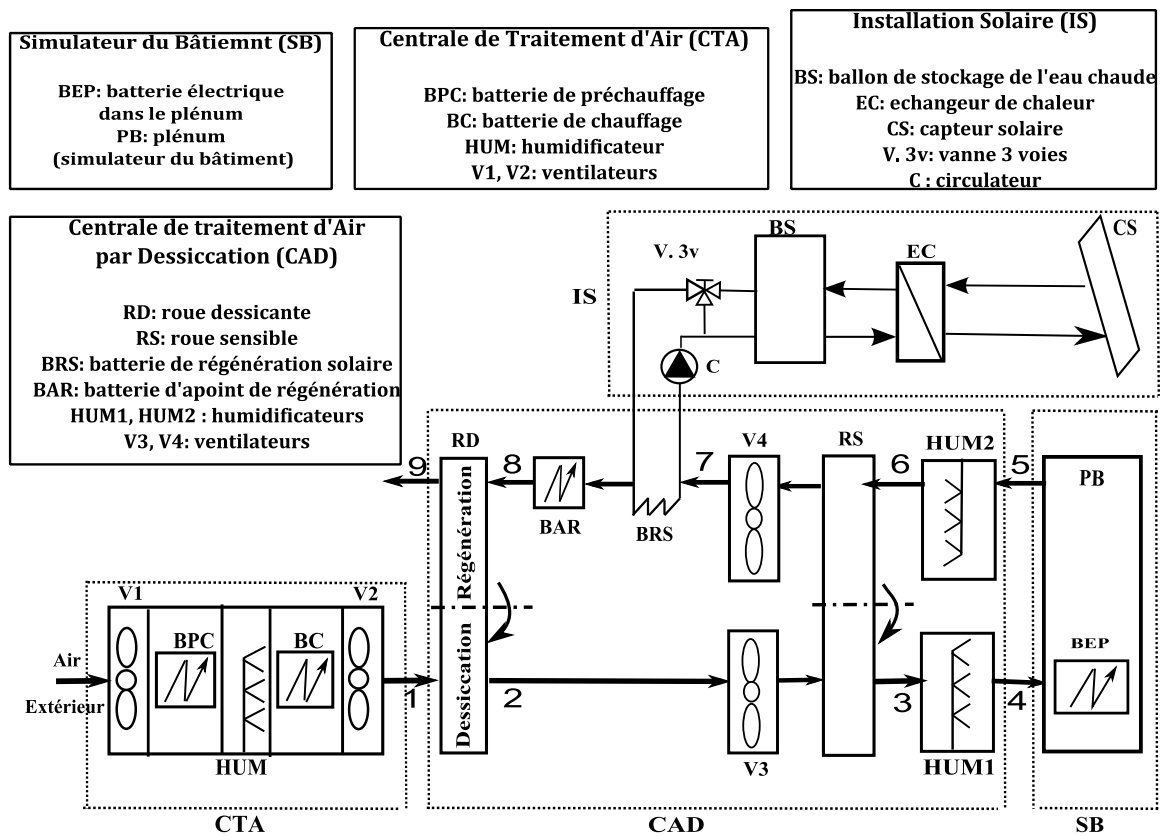 Simulateur du Bâtiemnt (SB)
BEP: batterie électrique
dans le plénum
PB: plénum
(simulateur du bâtiment)
Centrale de Traitement d'Air (CTA)
BPC: batterie de préchauffage
BC: batterie de chauffage
HUM: humidificateur
V1, V2: ventilateurs
Installation Solaire (IS)
BS: ballon de stockage de l'eau chaude
EC: echangeur de chaleur
CS: capteur solaire
V. 3v: vanne 3 voies
C : circulateur
Centrale de traitement d'Air
par Dessiccation (CAD)
RD: roue dessicante
RS: roue sensible
BRS: batterie de régénération solaire
BAR: batterie d'apoint de régénération
HUM1, HUM2 : humidificateurs
V3, V4: ventilateurs
IS
V. 3v
BS
EC
CS
C
RD
V4
RS
HUM2
9
8
7
6
5
PB
BAR
BRS
Régénération
Dessiccation
V1
V2
BPC
BC
Air
Extérieur
HUM
1
2
3
4
V3
HUM1
BEP
CTA
CAD
SB